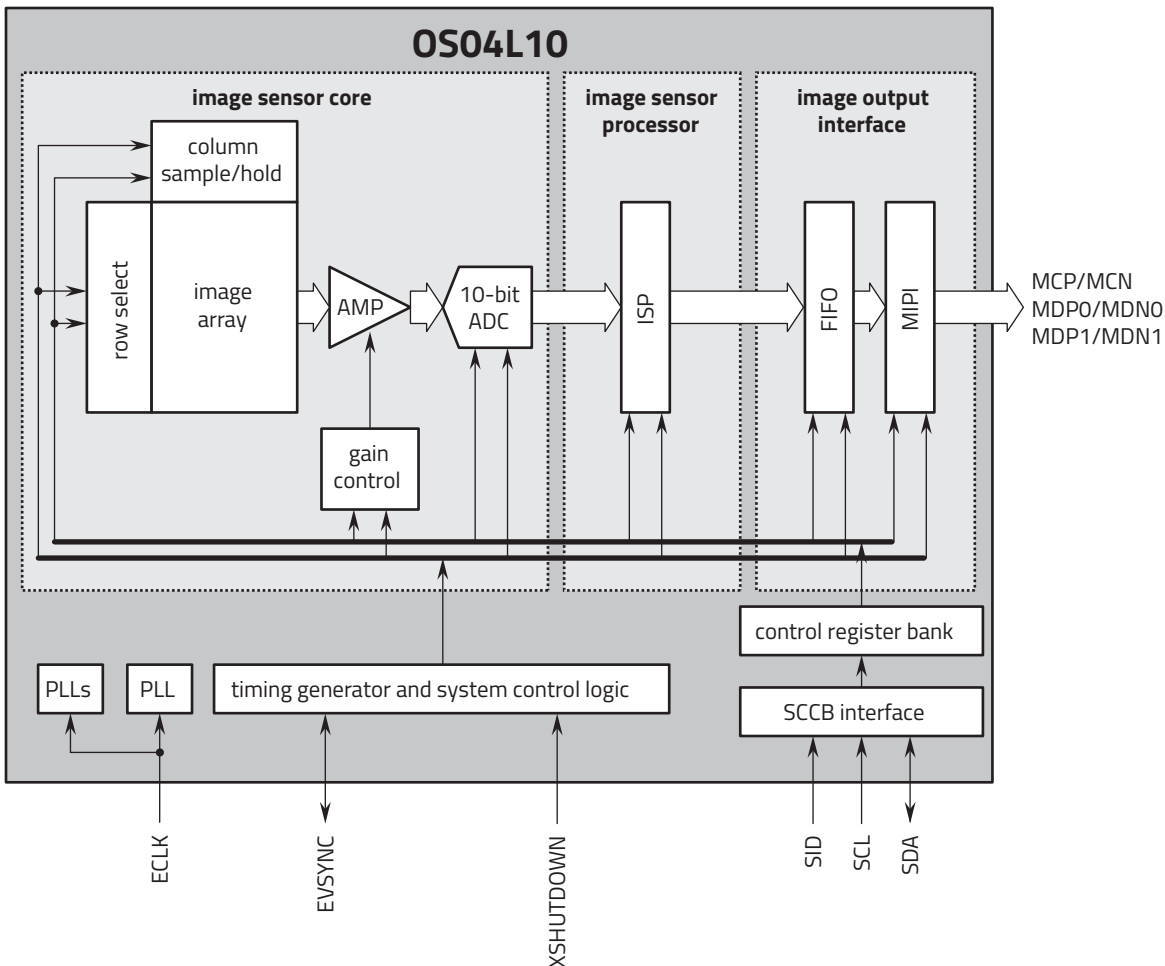 OS04L10
image sensor core
image sensor
processor
image output
interface
column
sample/hold
row select
image
array
AMP
10-bit
ADC
ISP
FIFO
MIPI
MCP/MCN
MDP0/MDN0
MDP1/MDN1
gain
control
control register bank
PLLs
PLL
timing generator and system control logic
SCCB interface
ECLK
EVSYNC
XSHUTDOWN
SID
SCL
SDA